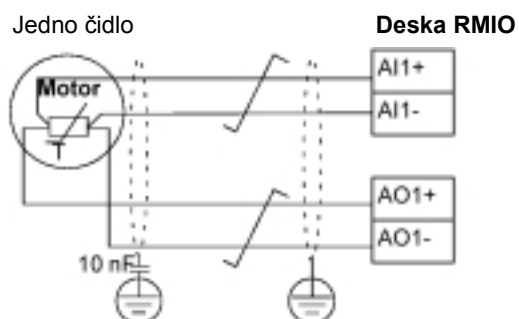 Jedno čidlo
Deska RMIO
Motor
T
AI1+
AI1-
AO1+
AO1-
10 nF